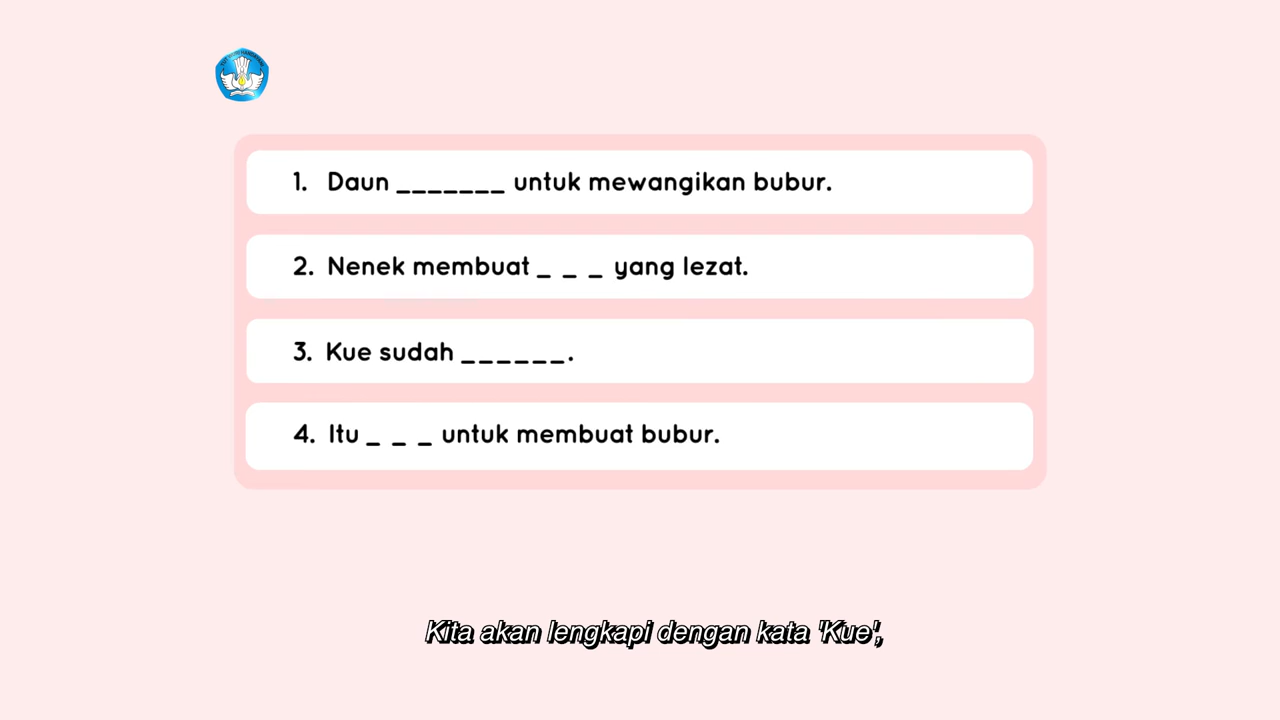 1. Daun _______ untuk mewangikan bubur.
2. Nenek membuat _ _ _ yang lezat.
3. Kue sudah ______.
4. Itu _ _ _ untuk membuat bubur.
Kita akan lengkapi dengan kata 'Kue',